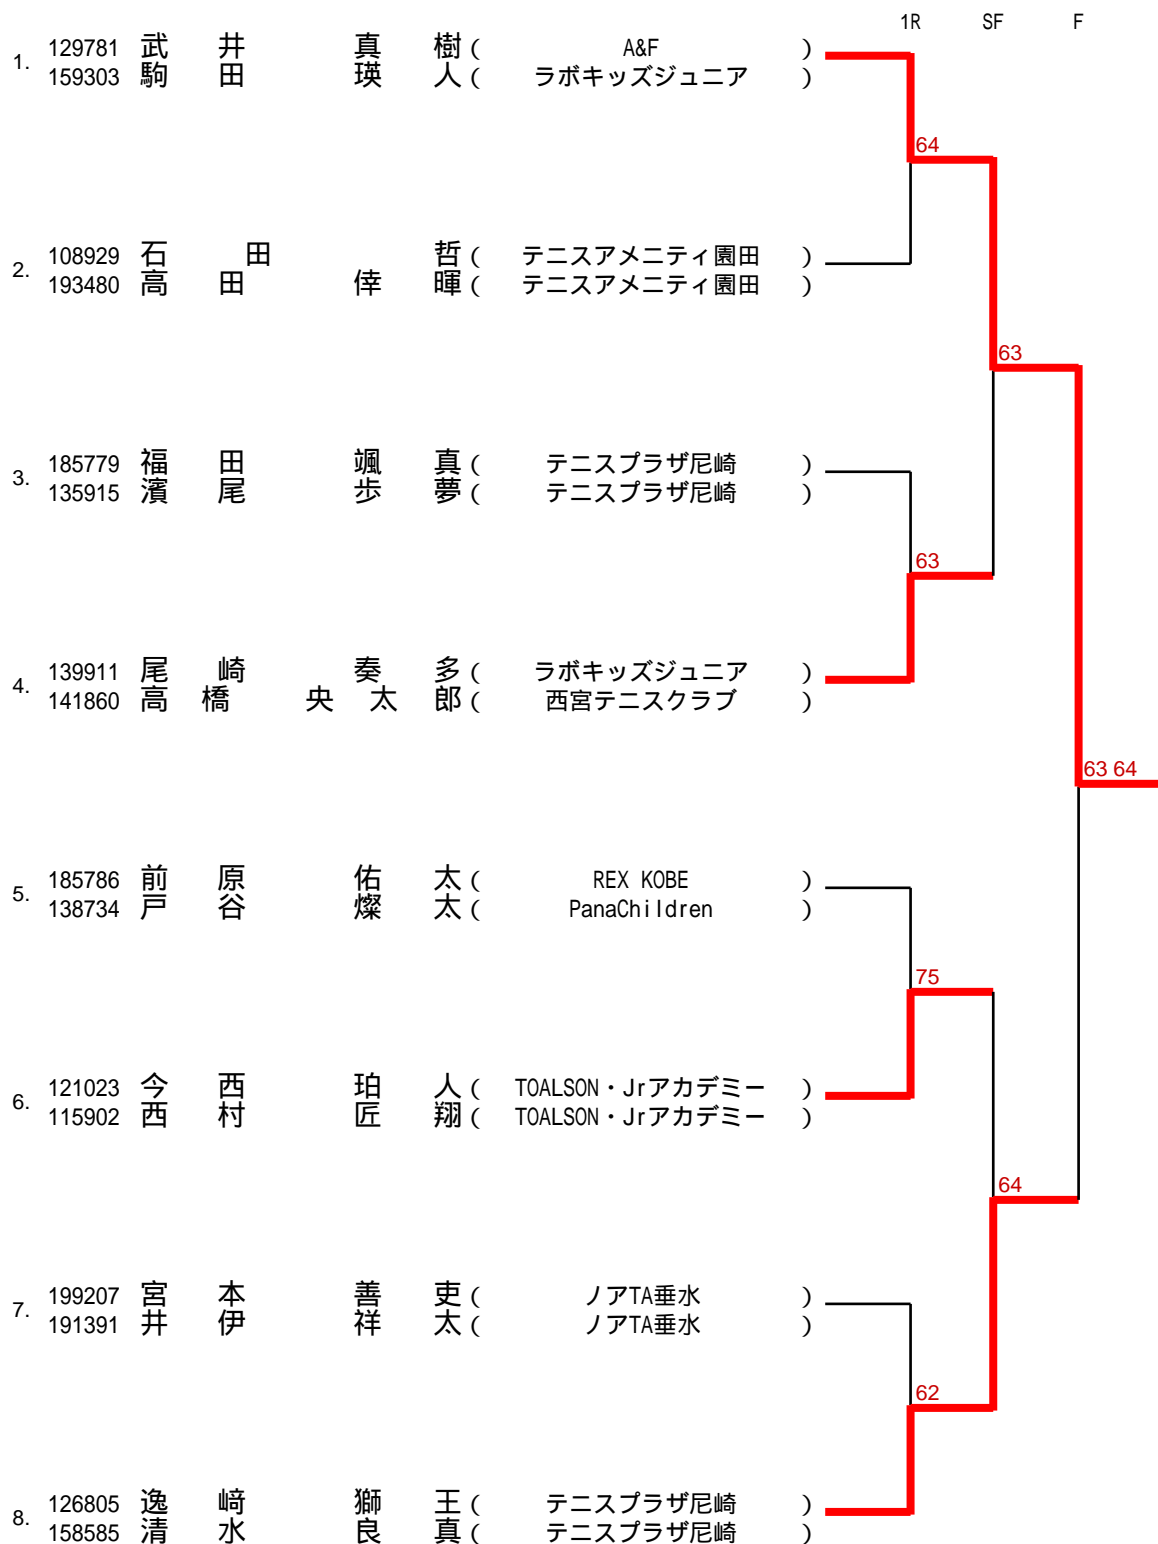 1R SF F
1. 129781 武井 真樹 ( A&F )
159303 駒田 瑛人 ( ラボキッズジュニア )
64
2. 108929 石田 哲 ( テニスアメニティ園田 )
193480 高田 倖暉 ( テニスアメニティ園田 )
63
3. 185779 福田 颯真 ( テニスプラザ尼崎 )
135915 濱尾 歩夢 ( テニスプラザ尼崎 )
63
4. 139911 尾崎 奏多 ( ラボキッズジュニア )
141860 高橋 央太郎 ( 西宮テニスクラブ )
63 64
5. 185786 前原 佑太 ( REX KOBE )
138734 戸谷 燦太 ( PanaChildren )
75
6. 121023 今西 珀人 ( TOALSON・Jrアカデミー )
115902 西村 匠翔 ( TOALSON・Jrアカデミー )
64
7. 199207 宮本 善吏 ( ノアTA垂水 )
191391 井伊 祥太 ( ノアTA垂水 )
62
8. 126805 逸﨑 獅王 ( テニスプラザ尼崎 )
158585 清水 良真 ( テニスプラザ尼崎 )